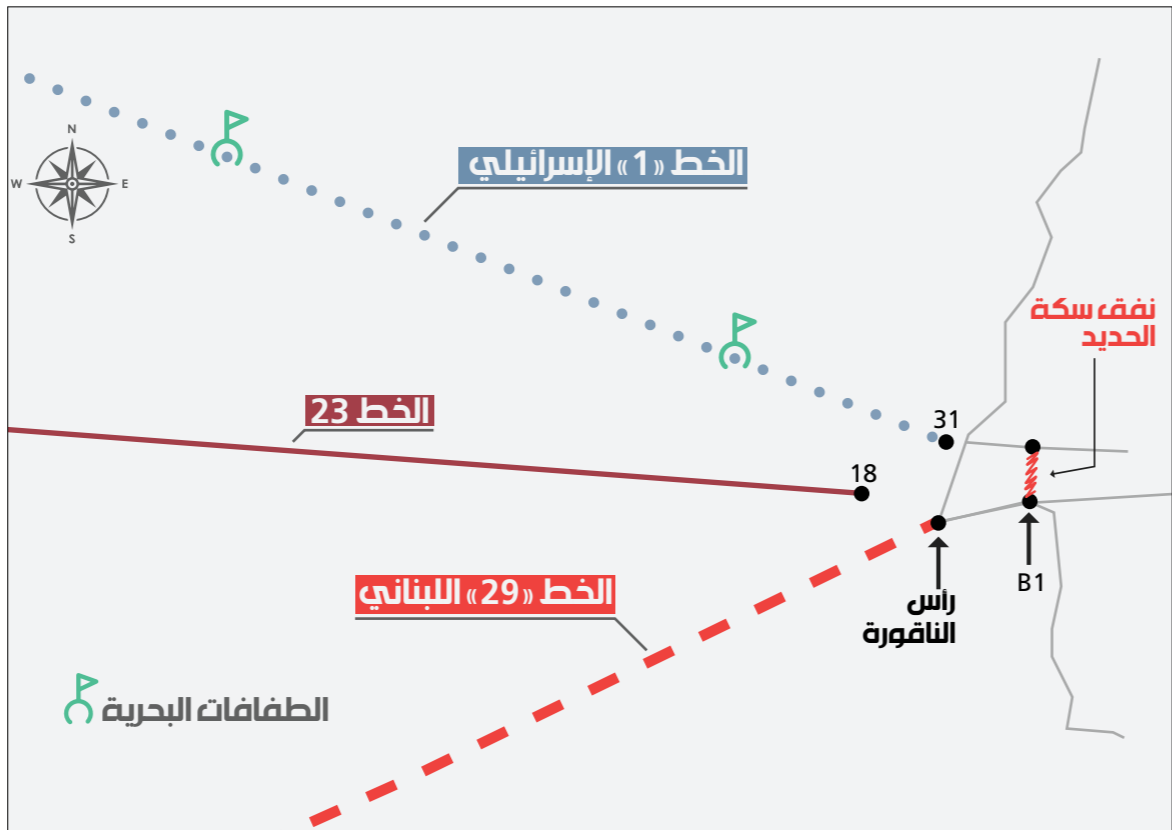 N
W
E
S
الخط «1» الإسرائيلي
نفق سكة
الحديد
الخط 23
31
18
B1
رأس
الناقورة
الخط «29» اللبناني
الطفافات البحرية